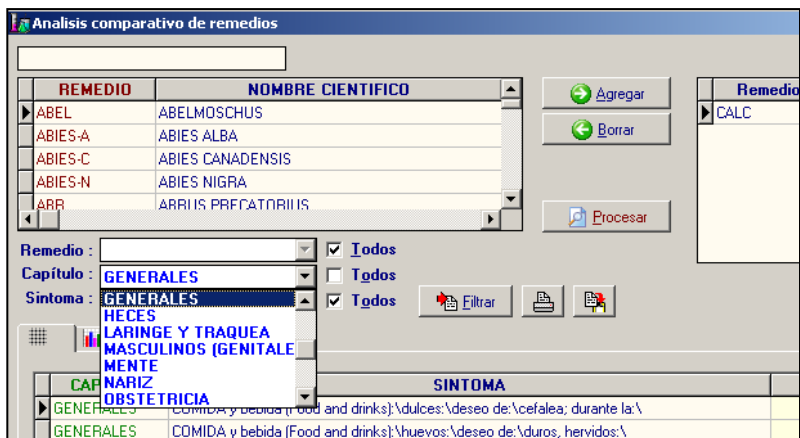 Analisis comparativo de remedios
REMEDIO NOMBRE CIENTIFICO
ABEL ABELMOSCHUS
ABIES-A ABIES ALBA
ABIES-C ABIES CANADENSIS
ABIES-N ABIES NIGRA
ABR ABRUS PRECATORIUS
Agregar
Borrar
Procesar
Remedio
CALC
Remedio : Todos
Capítulo : GENERALES Todos
Sintoma : GENERALES Todos Filtrar
HECES
LARINGE Y TRAQUEA
MASCULINOS (GENITALE
MENTE
NARIZ
OBSTETRICIA
CAP SINTOMA
GENERALES COMIDA y bebida (Food and drinks):\dulces:\deseo de:\cefalea; durante la:\
GENERALES COMIDA y bebida (Food and drinks):\huevos:\deseo de:\duros, hervidos:\